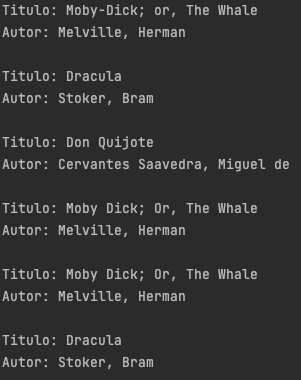 Titulo: Moby-Dick; or, The Whale
Autor: Melville, Herman
Titulo: Dracula
Autor: Stoker, Bram
Titulo: Don Quijote
Autor: Cervantes Saavedra, Miguel de
Titulo: Moby Dick; Or, The Whale
Autor: Melville, Herman
Titulo: Moby Dick; Or, The Whale
Autor: Melville, Herman
Titulo: Dracula
Autor: Stoker, Bram